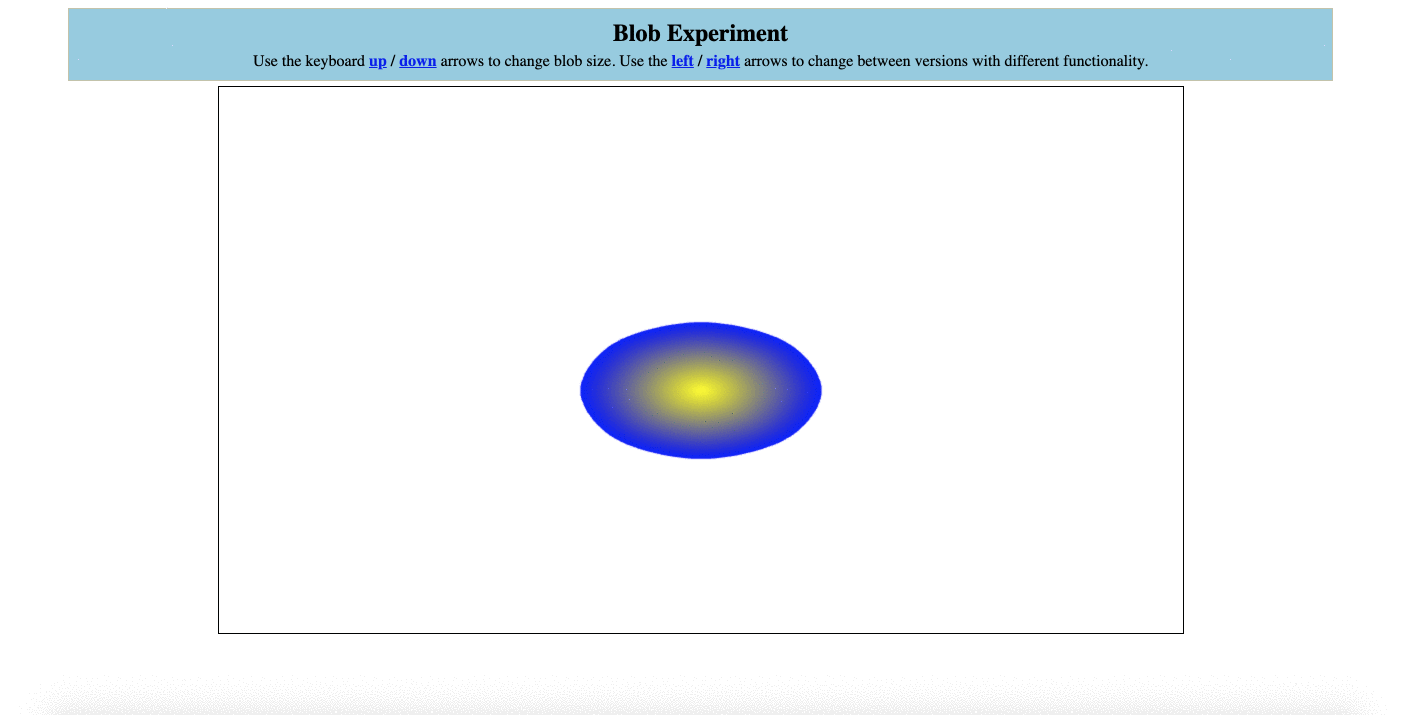 Blob Experiment
Use the keyboard up / down arrows to change blob size. Use the left / right arrows to change between versions with different functionality.